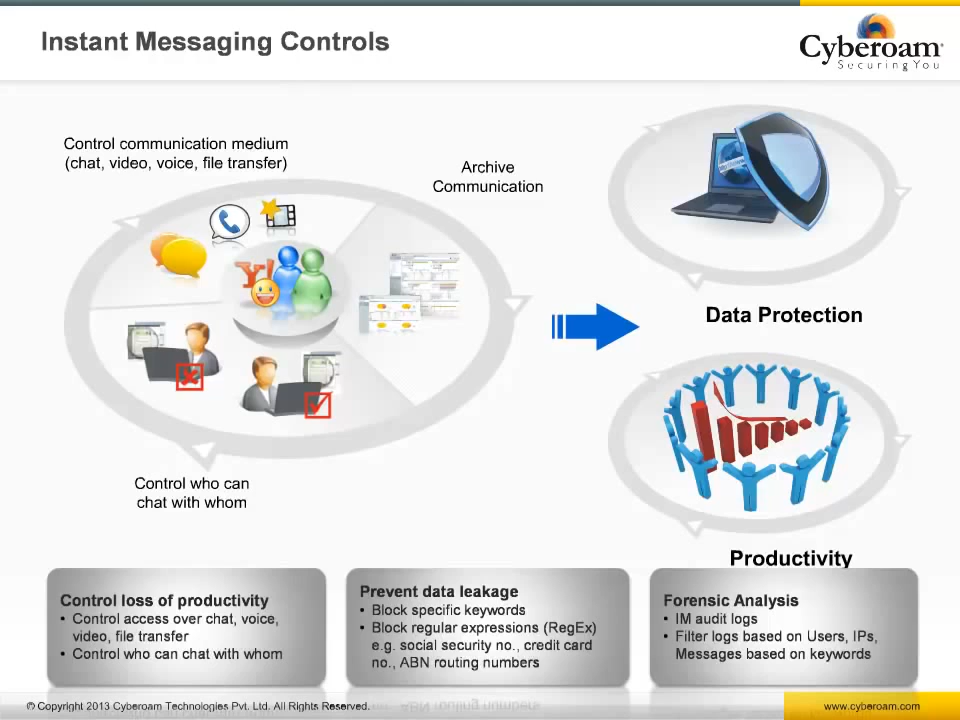 Instant Messaging Controls
Cyberoam
Securing You
Control communication medium
(chat, video, voice, file transfer)
Archive
Communication
Data Protection
Control who can
chat with whom
Productivity
Control loss of productivity
• Control access over chat, voice,
video, file transfer
• Control who can chat with whom
Prevent data leakage
• Block specific keywords
• Block regular expressions (RegEx)
e.g. social security no., credit card
no., ABN routing numbers
Forensic Analysis
• IM audit logs
• Filter logs based on Users, IPs,
Messages based on keywords
© Copyright 2013 Cyberoam Technologies Pvt. Ltd. All Rights Reserved.
www.cyberoam.com